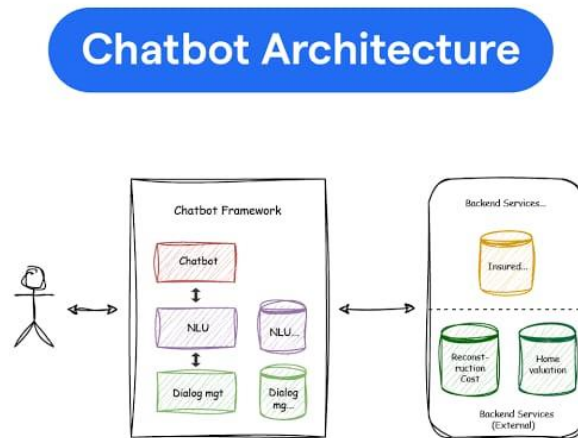 Chatbot Architecture
Chatbot Framework
Chatbot
NLU
NLU...
Dialog mgt
Dialog
mg...
Backend Services...
Insured...
Reconst-
ruction
Cost
Home
valuation
Backend Services
(External)